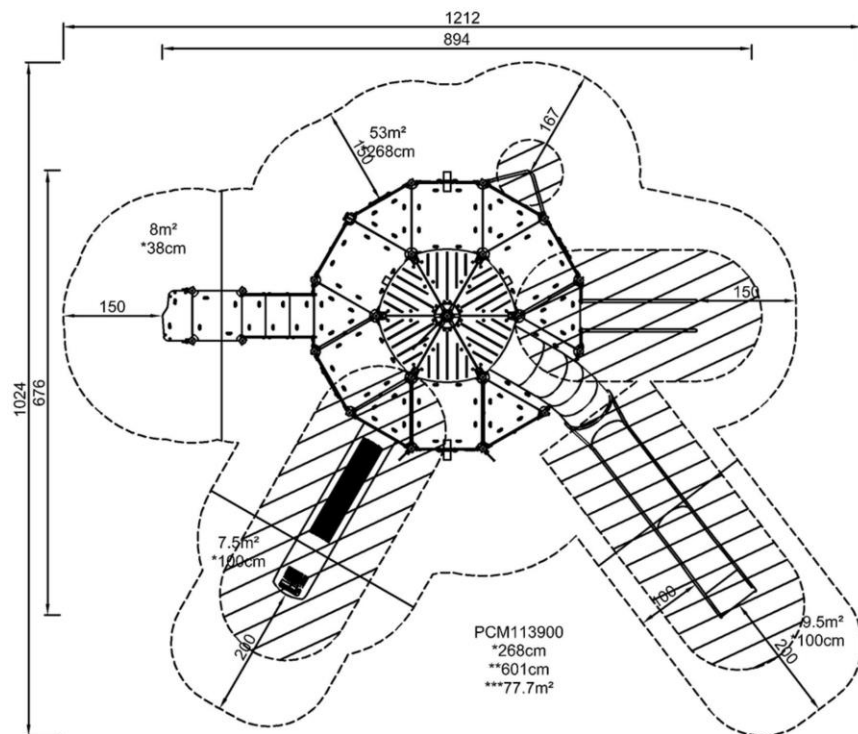 1212
894
167
53m²
*268cm
150
8m²
*38cm
150
150
1024
676
7.5m²
*100cm
100
9.5m²
*100cm
200
200
PCM113900
*268cm
**601cm
***77.7m²